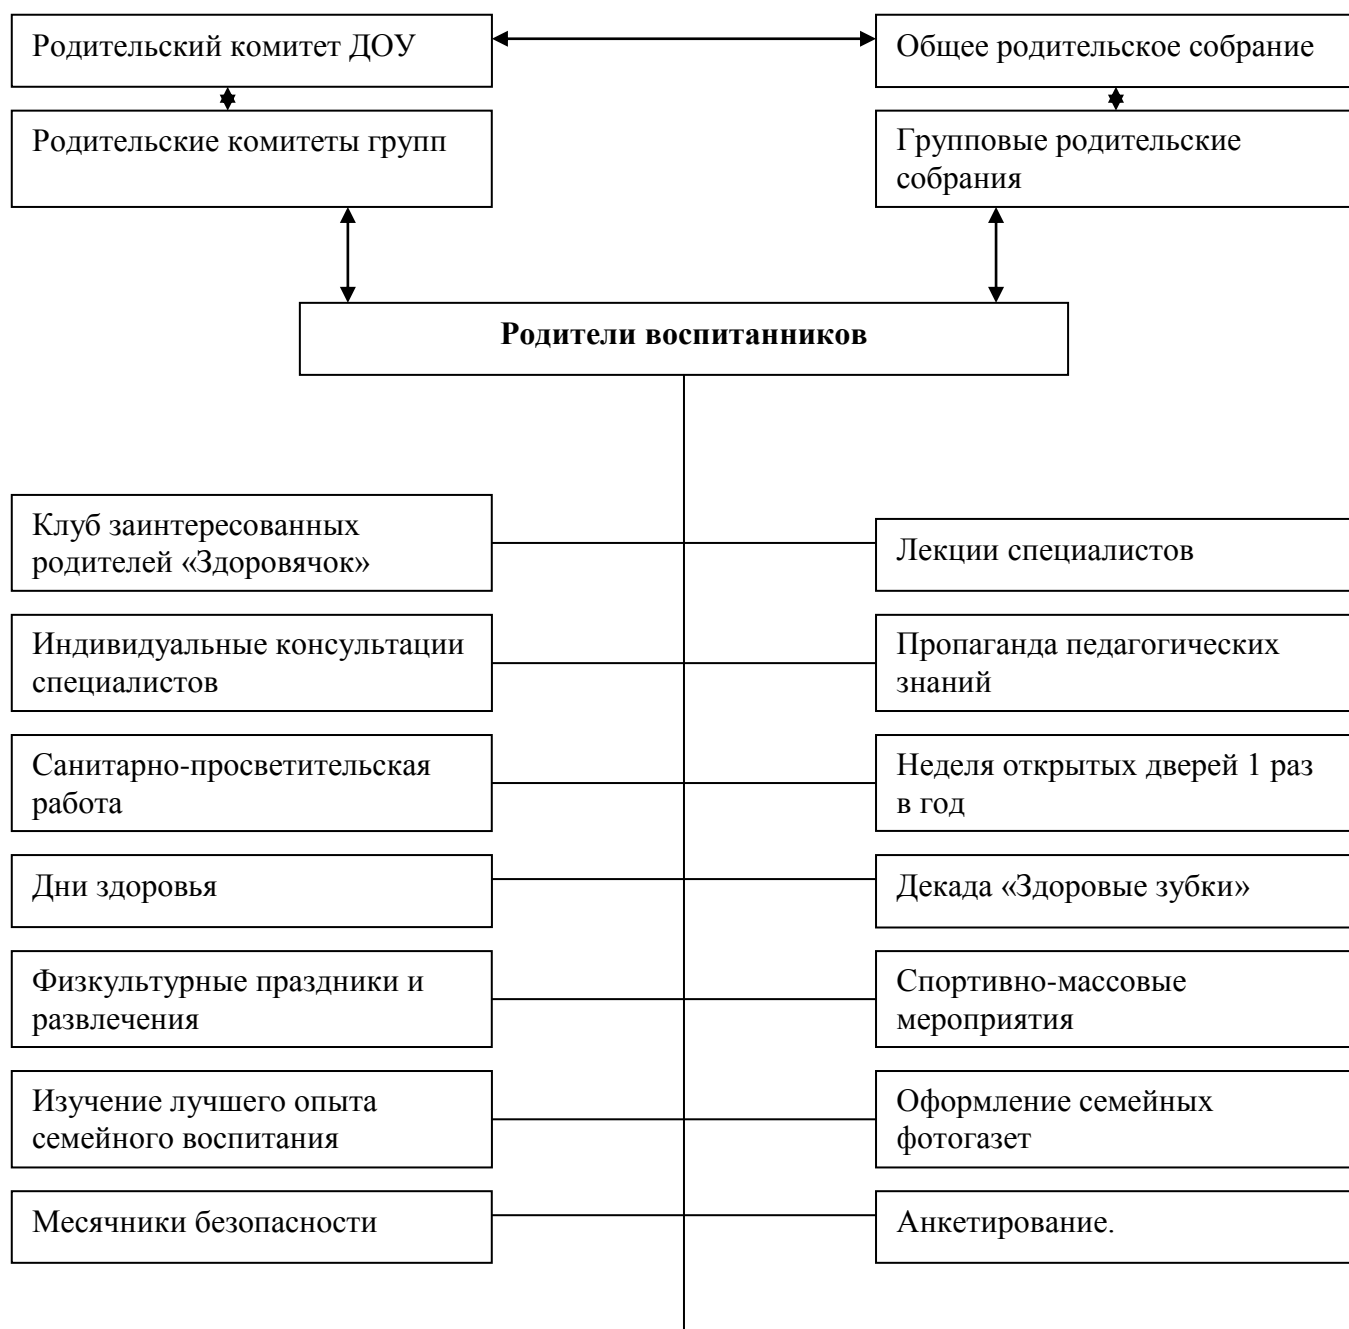 Родительский комитет ДОУ
Общее родительское собрание
Родительские комитеты групп
Групповые родительские
собрания
Родители воспитанников
Клуб заинтересованных
родителей «Здоровячок»
Лекции специалистов
Индивидуальные консультации
специалистов
Пропаганда педагогических
знаний
Санитарно-просветительская
работа
Неделя открытых дверей 1 раз
в год
Дни здоровья
Декада «Здоровые зубки»
Физкультурные праздники и
развлечения
Спортивно-массовые
мероприятия
Изучение лучшего опыта
семейного воспитания
Оформление семейных
фотогазет
Месячники безопасности
Анкетирование.